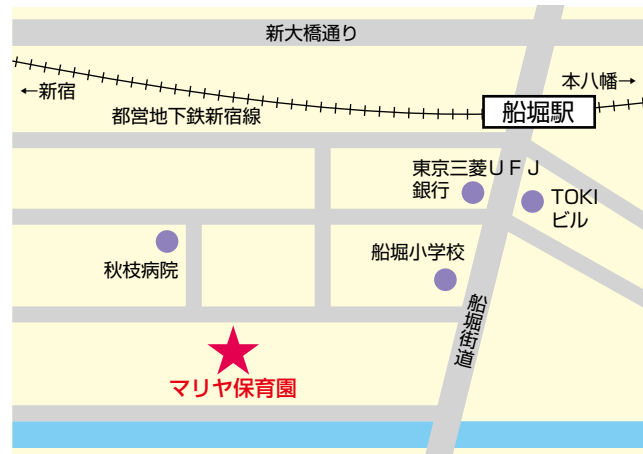 新大橋通り
本八幡→
←新宿
都営地下鉄新宿線
船堀駅
東京三菱UFJ
銀行
TOKI
ビル
船堀小学校
秋枝病院
船堀街道
マリヤ保育園